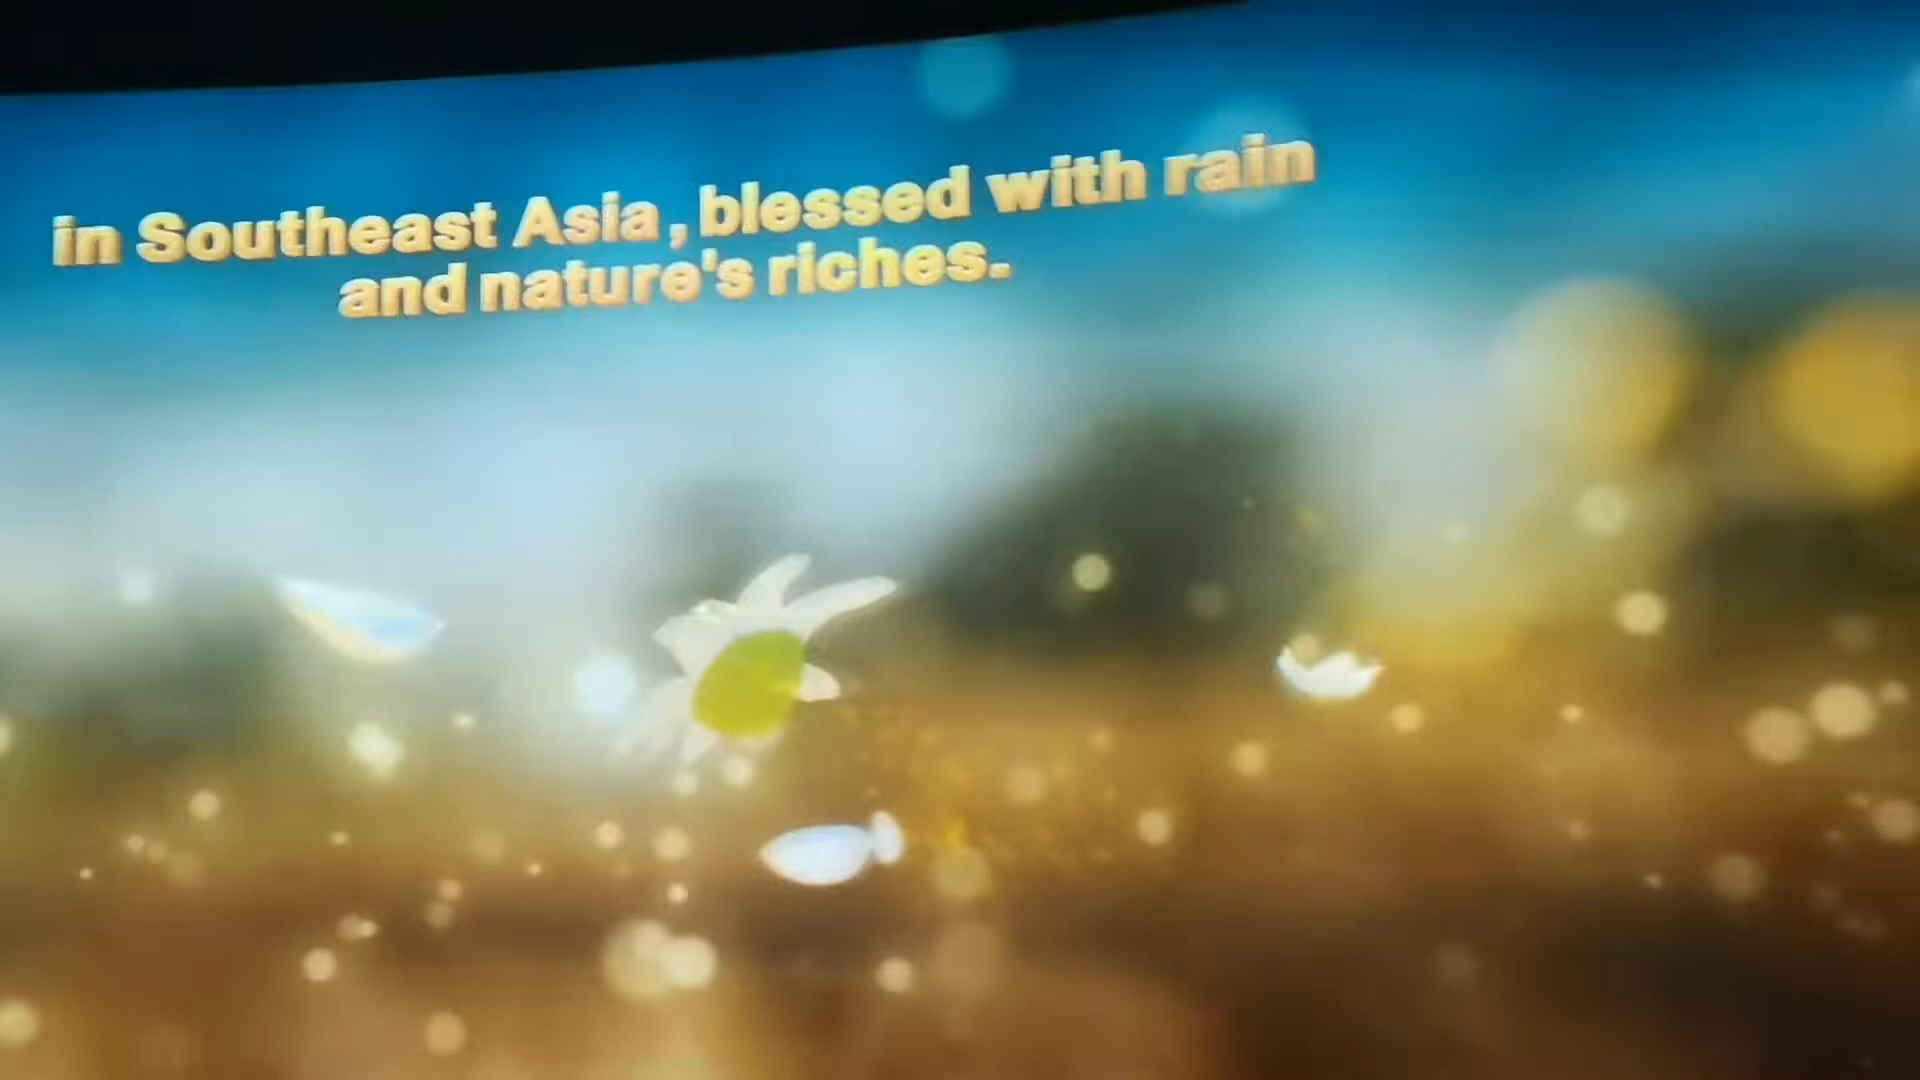 in Southeast Asia, blessed with rain
and nature's riches.